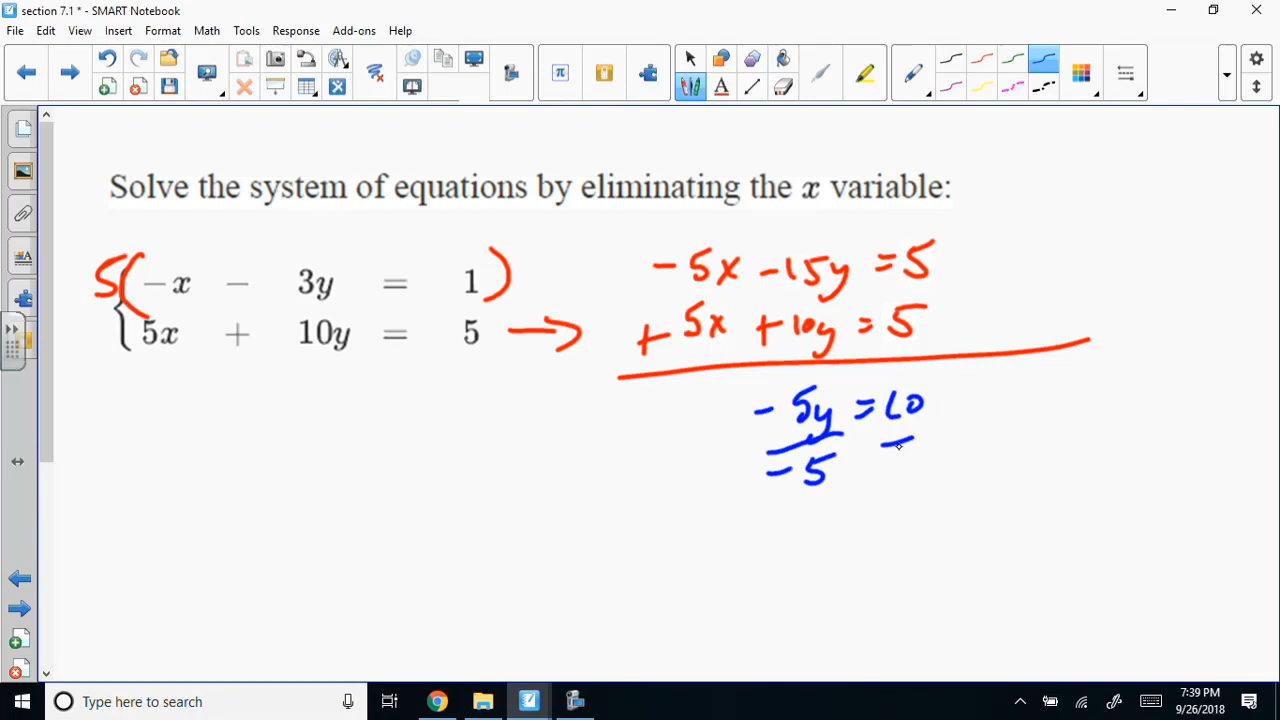 section 7.1 * - SMART Notebook
File Edit View Insert Format Math Tools Response Add-ons Help
π
A
Solve the system of equations by eliminating the x variable:
5( -x - 3y = 1 )
5x + 10y = 5 →
-5x -15y = 5
+ 5x +10y = 5
-5y = 10
-5
Type here to search
7:39 PM
9/26/2018